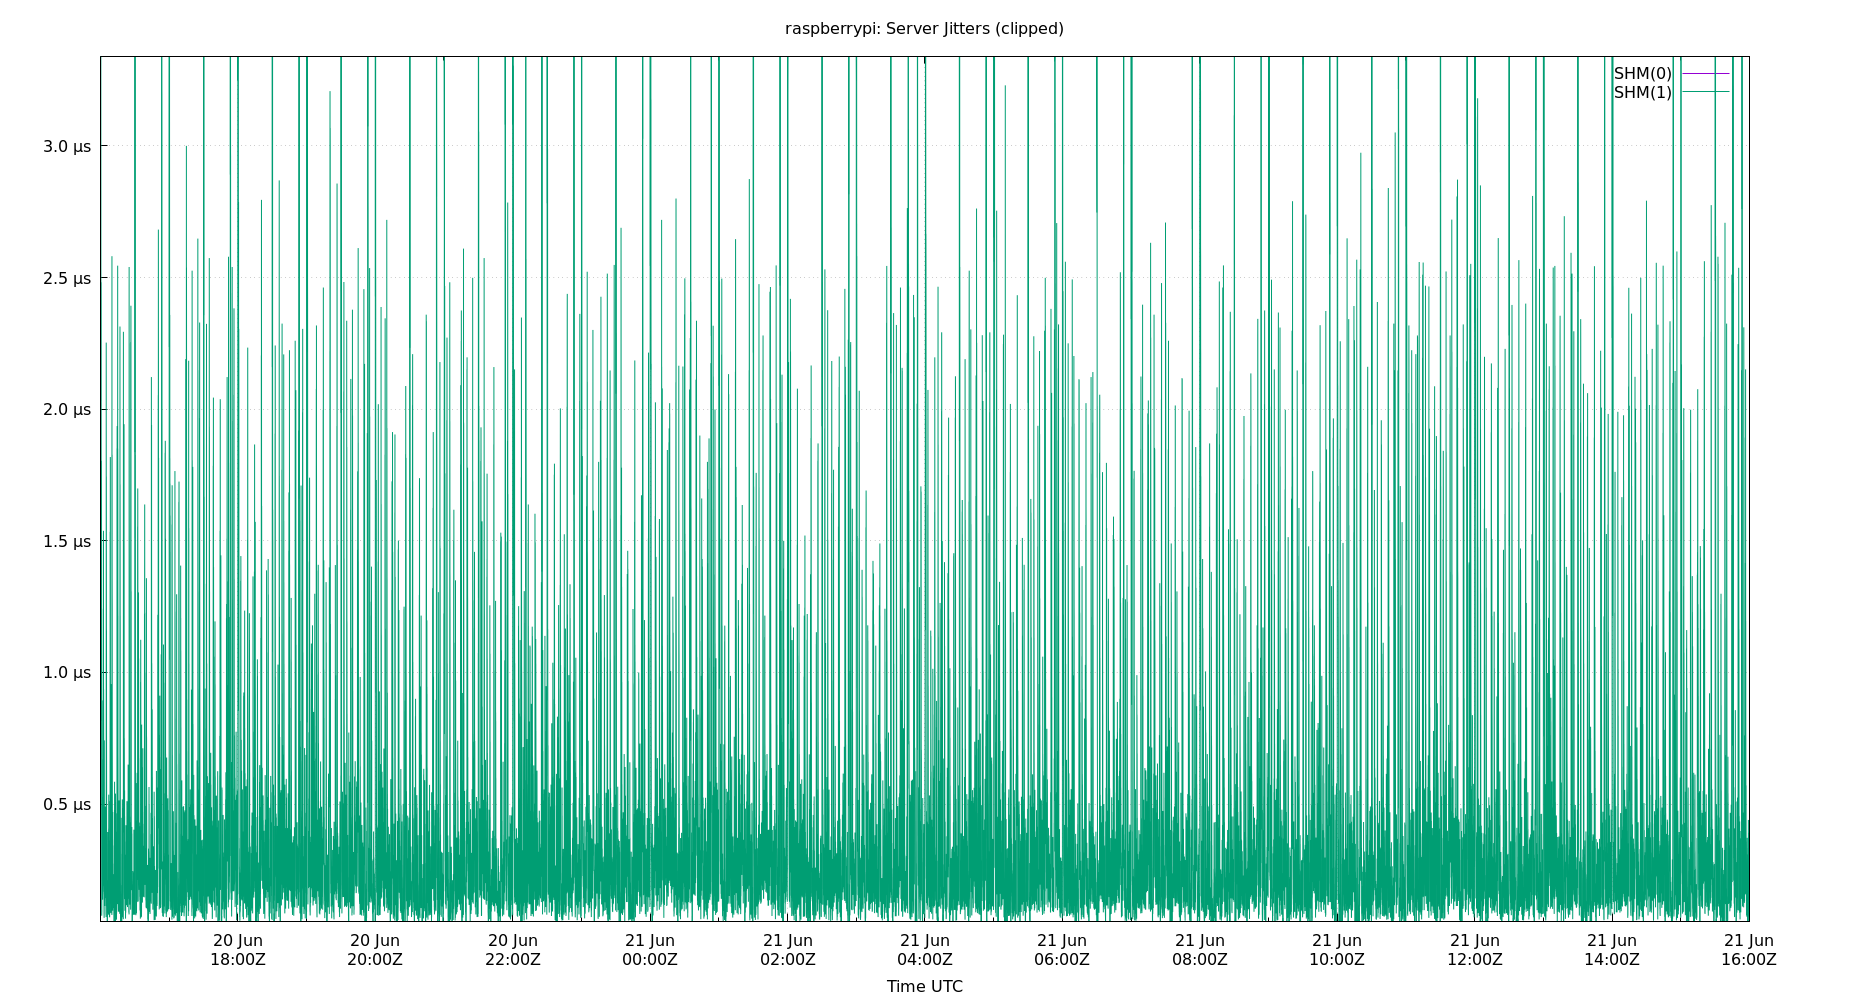 raspberrypi: Server Jitters (clipped)
SHM(0)
SHM(1)
3.0 µs
2.5 µs
2.0 µs
1.5 µs
1.0 µs
0.5 µs
20 Jun 20 Jun 20 Jun 21 Jun 21 Jun 21 Jun 21 Jun 21 Jun 21 Jun 21 Jun 21 Jun 21 Jun
18:00Z 20:00Z 22:00Z 00:00Z 02:00Z 04:00Z 06:00Z 08:00Z 10:00Z 12:00Z 14:00Z 16:00Z
Time UTC